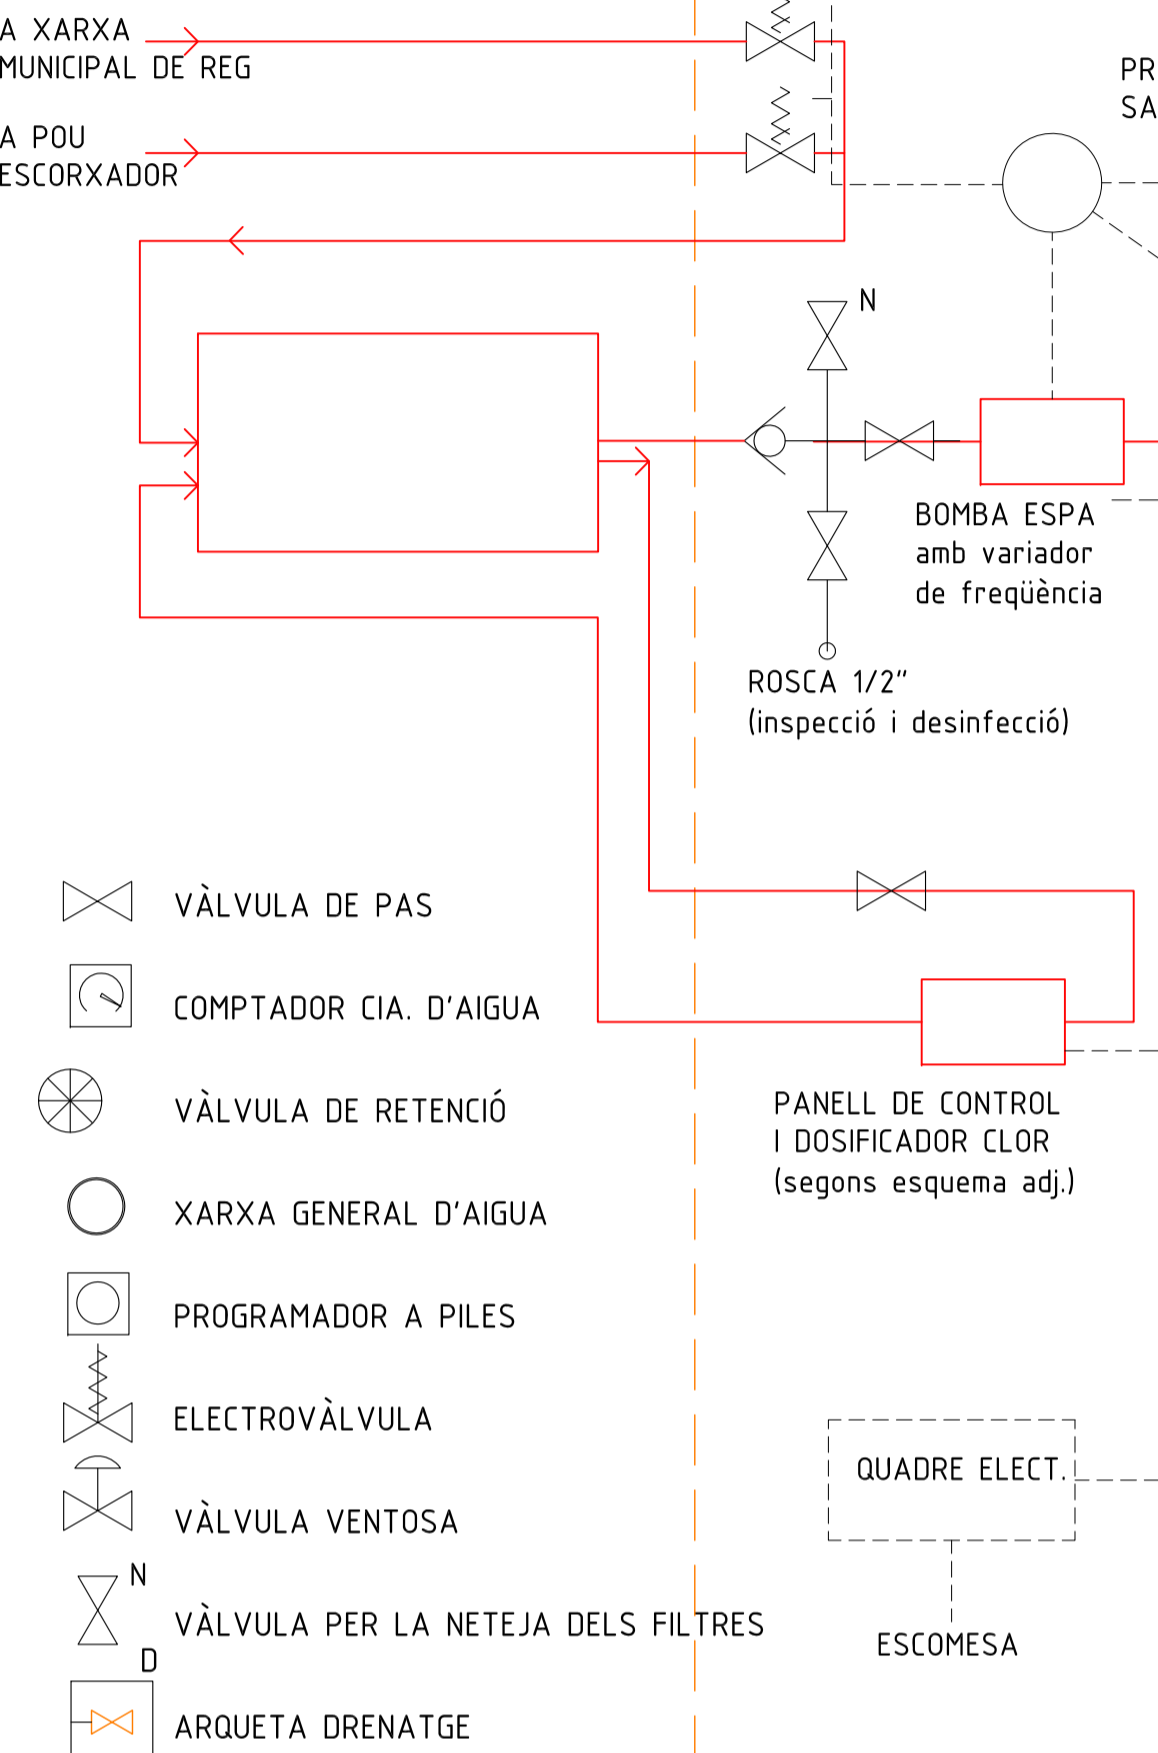 A XARXA
MUNICIPAL DE REG
A POU
ESCORXADOR
PR
SA
N
BOMBA ESPA
amb variador
de freqüència
ROSCA 1/2"
(inspecció i desinfecció)
VÀLVULA DE PAS
COMPTADOR CIA. D'AIGUA
VÀLVULA DE RETENCIÓ
XARXA GENERAL D'AIGUA
PROGRAMADOR A PILES
ELECTROVÀLVULA
VÀLVULA VENTOSA
N
VÀLVULA PER LA NETEJA DELS FILTRES
D
ARQUETA DRENATGE
PANELL DE CONTROL
I DOSIFICADOR CLOR
(segons esquema adj.)
QUADRE ELECT.
ESCOMESA